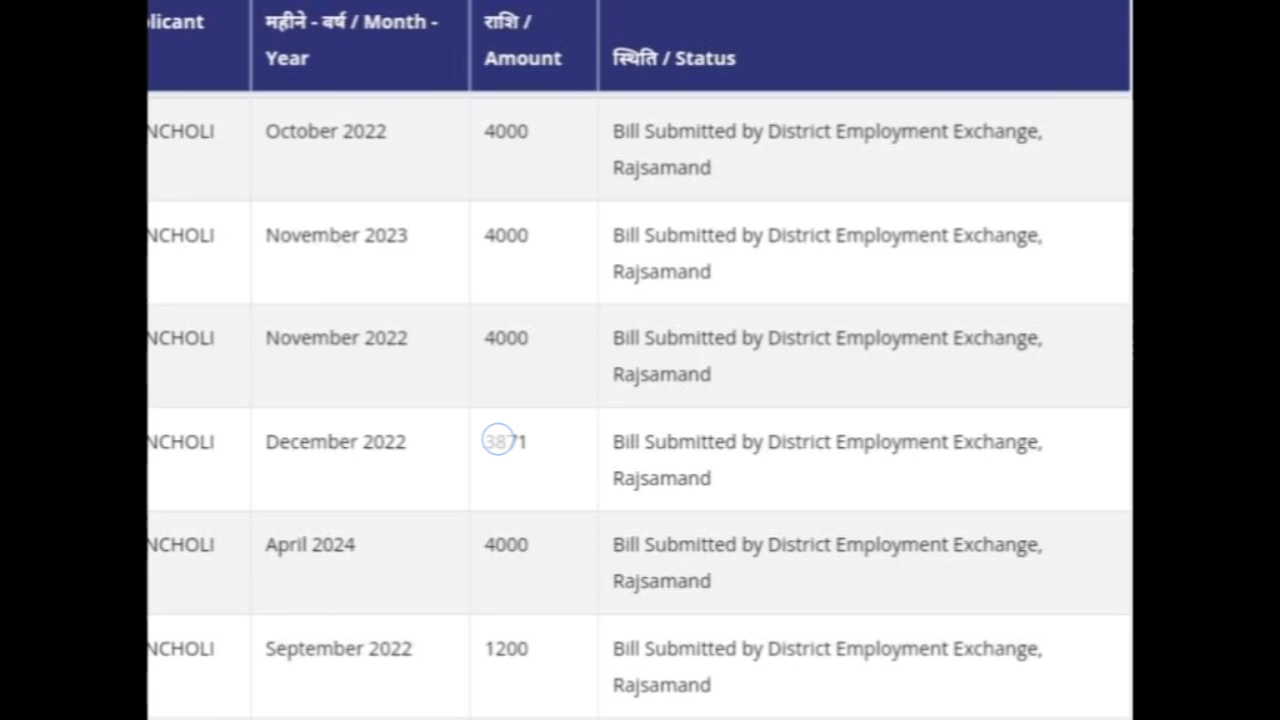 licant महीने - वर्ष / Month - राशि /
Year Amount स्थिति / Status
NCHOLI October 2022 4000 Bill Submitted by District Employment Exchange,
Rajsamand
NCHOLI November 2023 4000 Bill Submitted by District Employment Exchange,
Rajsamand
NCHOLI November 2022 4000 Bill Submitted by District Employment Exchange,
Rajsamand
NCHOLI December 2022 3871 Bill Submitted by District Employment Exchange,
Rajsamand
NCHOLI April 2024 4000 Bill Submitted by District Employment Exchange,
Rajsamand
NCHOLI September 2022 1200 Bill Submitted by District Employment Exchange,
Rajsamand